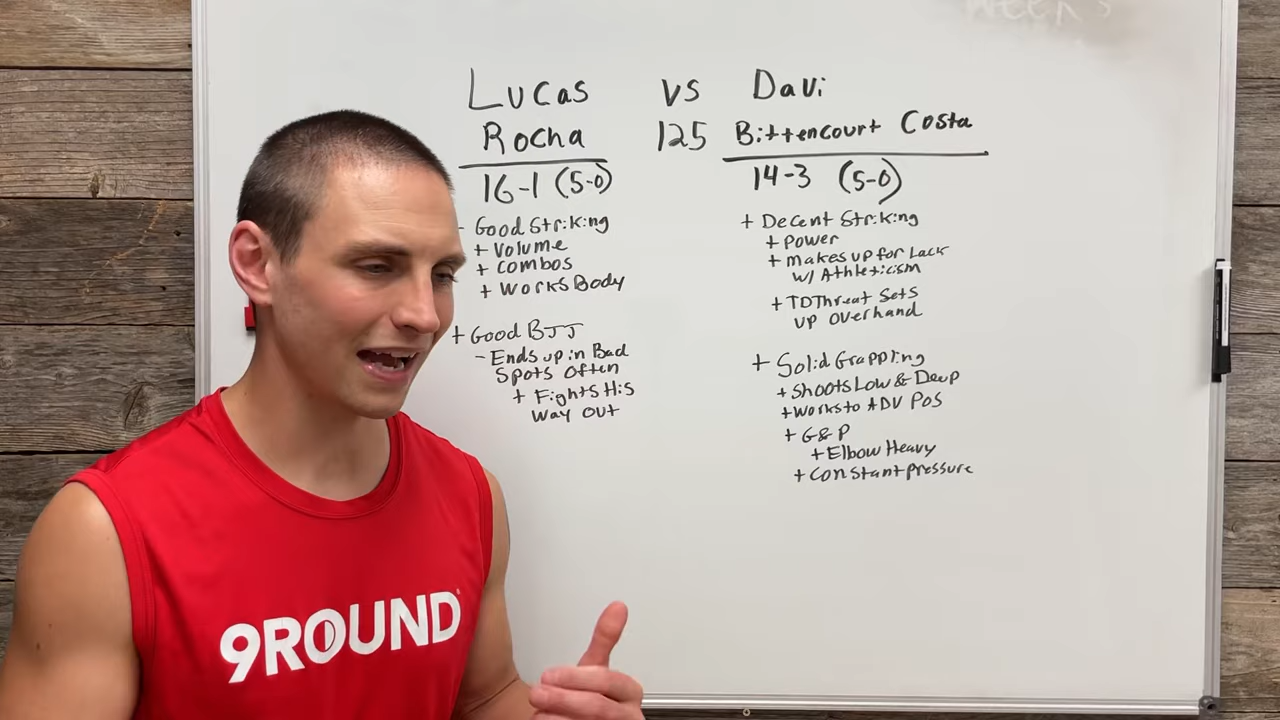 weeks
Lucas vs Davi
Rocha 125 Bittencourt Costa
16-1 (5-0)
- Good Striking
+ Volume
+ Combos
+ Works Body
+ Good BJJ
- Ends up in Bad
Spots Often
+ Fights His
way out
14-3 (5-0)
+ Decent Striking
+ Power
+ makes up for Lack
w/ Athleticism
+ TD Threat Sets
up overhand
+ Solid Grappling
+ Shoots Low & Deep
+ works to ADV Pos
+ G&P
+ Elbow Heavy
+ Constant pressure
9ROUND